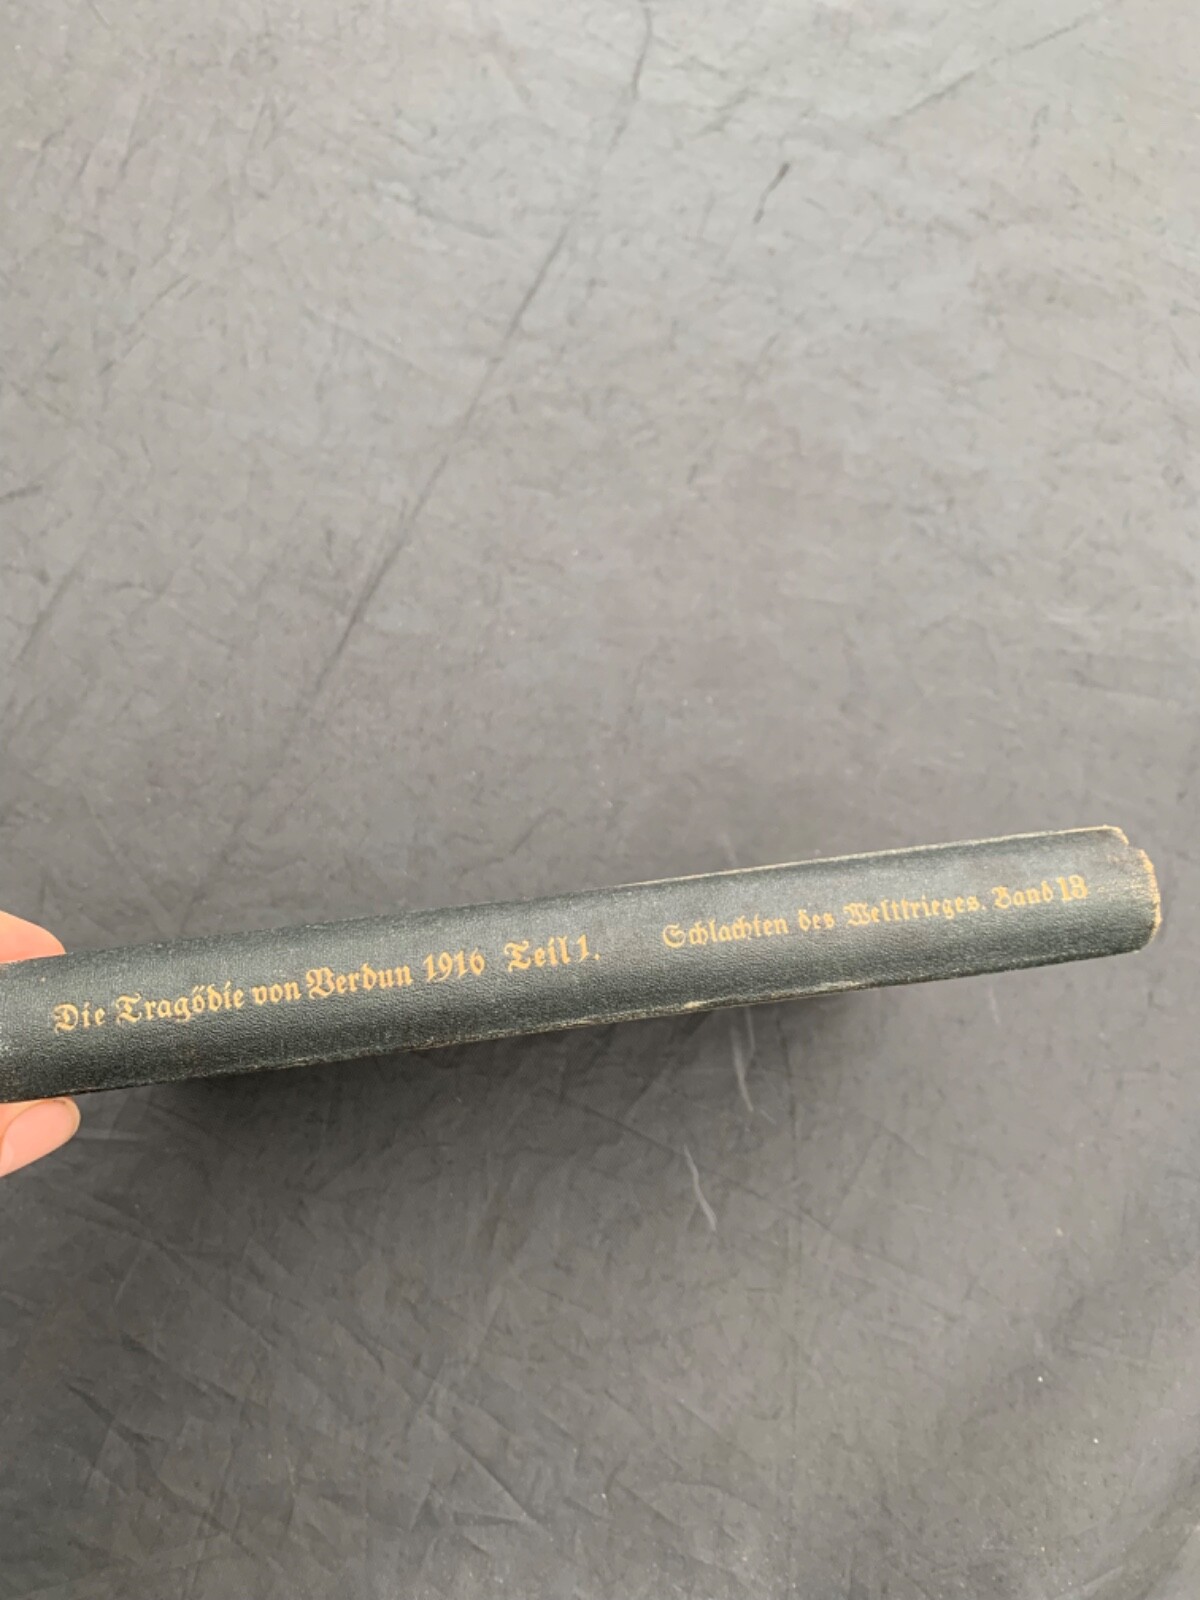 Die Tragödie von Verdun 1916 Teil 1. Schlachten des Weltkrieges. Band 13